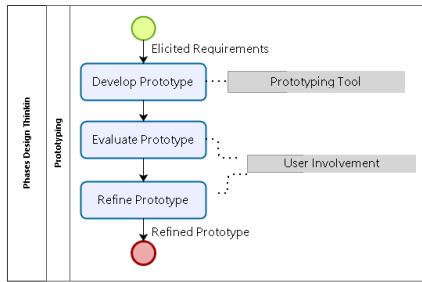 Phases Design Thinkin
Prototyping
Elicited Requirements
Develop Prototype
Prototyping Tool
Evaluate Prototype
User Involvement
Refine Prototype
Refined Prototype